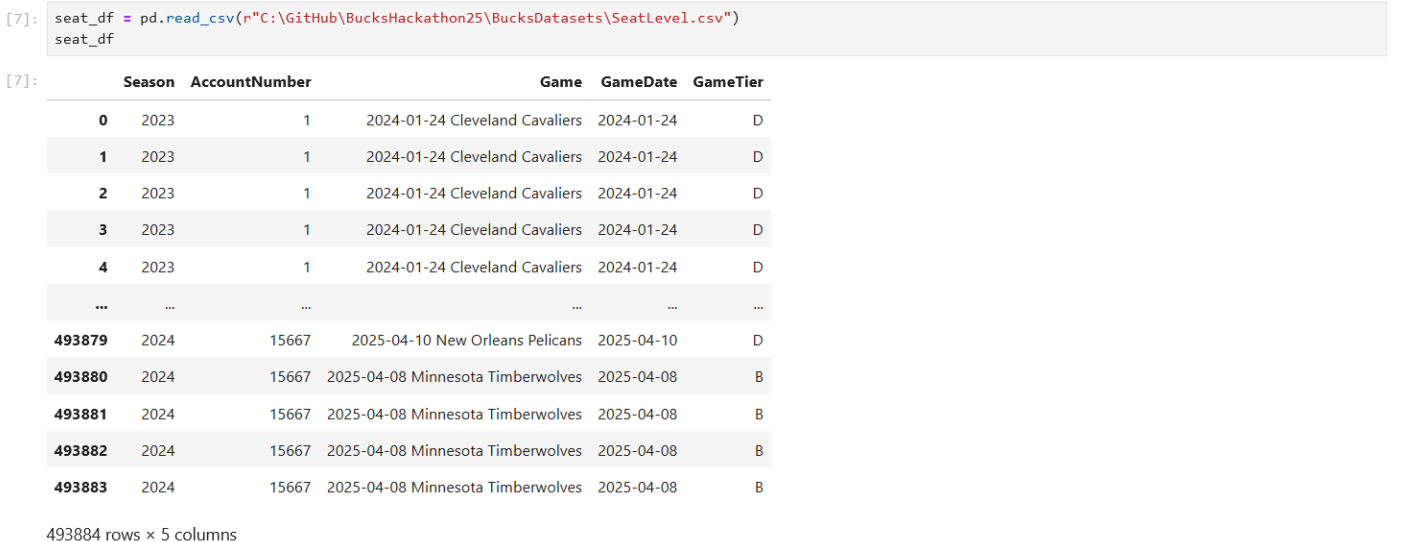 [7]: seat_df = pd.read_csv(r"C:\GitHub\BucksHackathon25\BucksDatasets\SeatLevel.csv")
seat_df
[7]: Season AccountNumber Game GameDate GameTier
0 2023 1 2024-01-24 Cleveland Cavaliers 2024-01-24 D
1 2023 1 2024-01-24 Cleveland Cavaliers 2024-01-24 D
2 2023 1 2024-01-24 Cleveland Cavaliers 2024-01-24 D
3 2023 1 2024-01-24 Cleveland Cavaliers 2024-01-24 D
4 2023 1 2024-01-24 Cleveland Cavaliers 2024-01-24 D
... ... ... ... ... ...
493879 2024 15667 2025-04-10 New Orleans Pelicans 2025-04-10 D
493880 2024 15667 2025-04-08 Minnesota Timberwolves 2025-04-08 B
493881 2024 15667 2025-04-08 Minnesota Timberwolves 2025-04-08 B
493882 2024 15667 2025-04-08 Minnesota Timberwolves 2025-04-08 B
493883 2024 15667 2025-04-08 Minnesota Timberwolves 2025-04-08 B
493884 rows × 5 columns